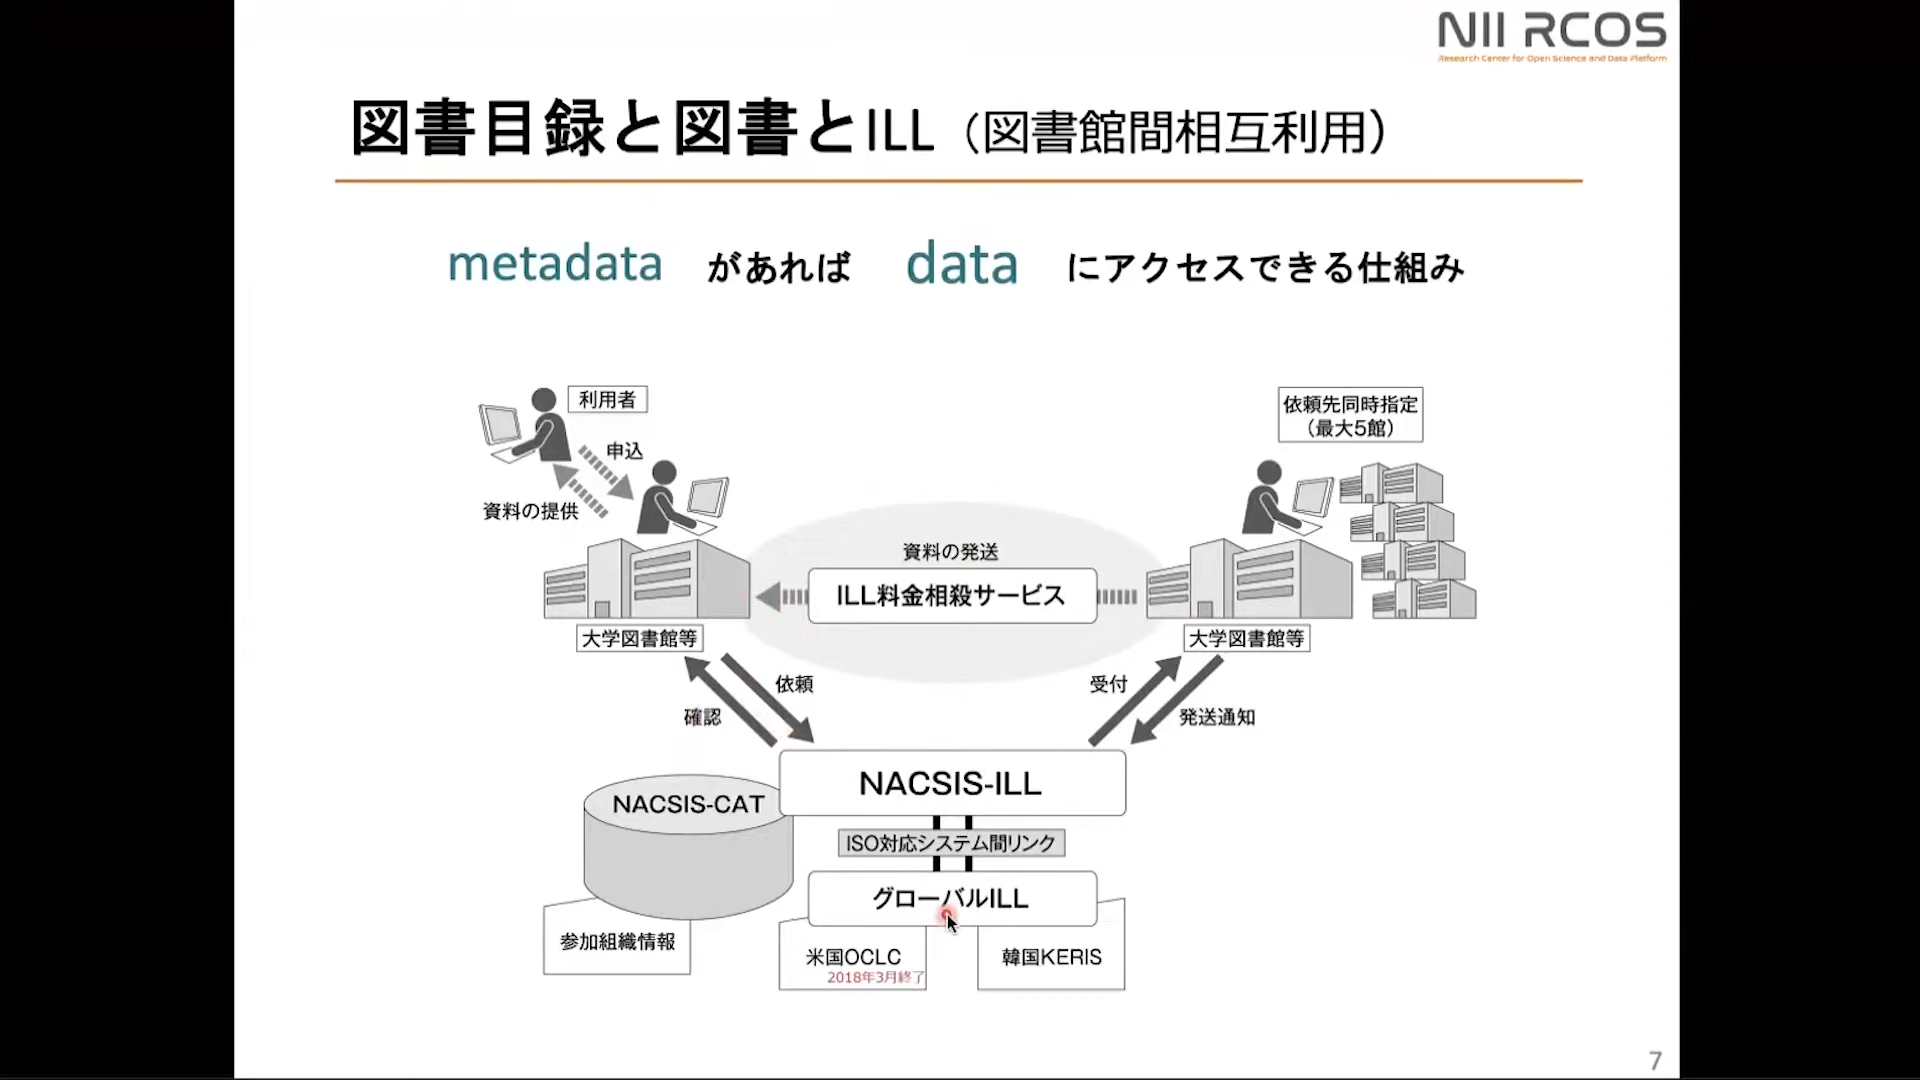 NII RCOS
Research Center for Open Science and Data Platform
図書目録と図書とILL（図書館間相互利用）
metadata があれば data にアクセスできる仕組み
利用者
申込
資料の提供
依頼先同時指定
（最大5館）
資料の発送
ILL料金相殺サービス
大学図書館等
大学図書館等
依頼
確認
受付
発送通知
NACSIS-ILL
NACSIS-CAT
ISO対応システム間リンク
グローバルILL
参加組織情報
米国OCLC
2018年3月終了
韓国KERIS
7